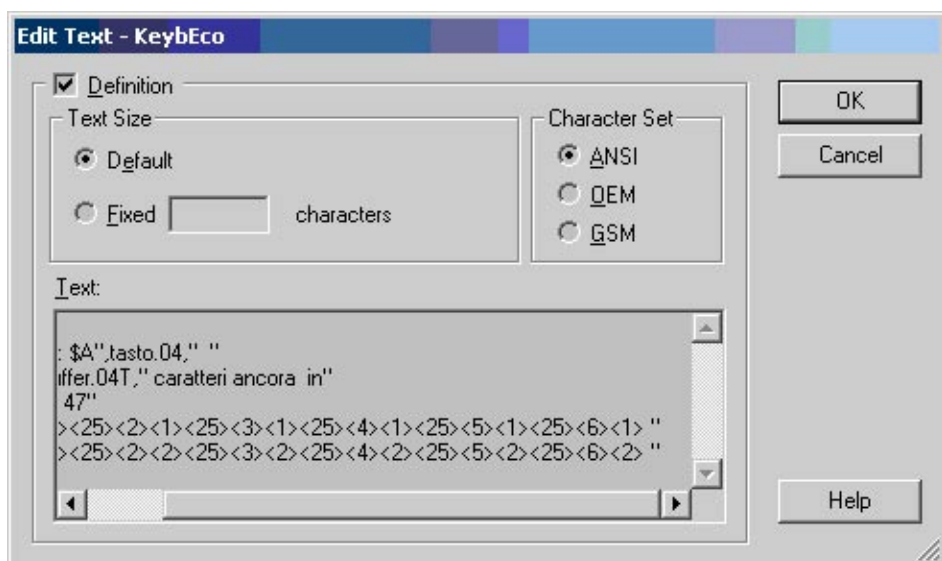 Edit Text - KeybEco
Definition
Text Size
Default
Fixed characters
Character Set
ANSI
OEM
GSM
OK
Cancel
Text:
: $A",tasto.04," "
iffer.04T," caratteri ancora in"
47"
><25><2><1><25><3><1><25><4><1><25><5><1><25><6><1> "
><25><2><2><25><3><2><25><4><2><25><5><2><25><6><2> "
Help